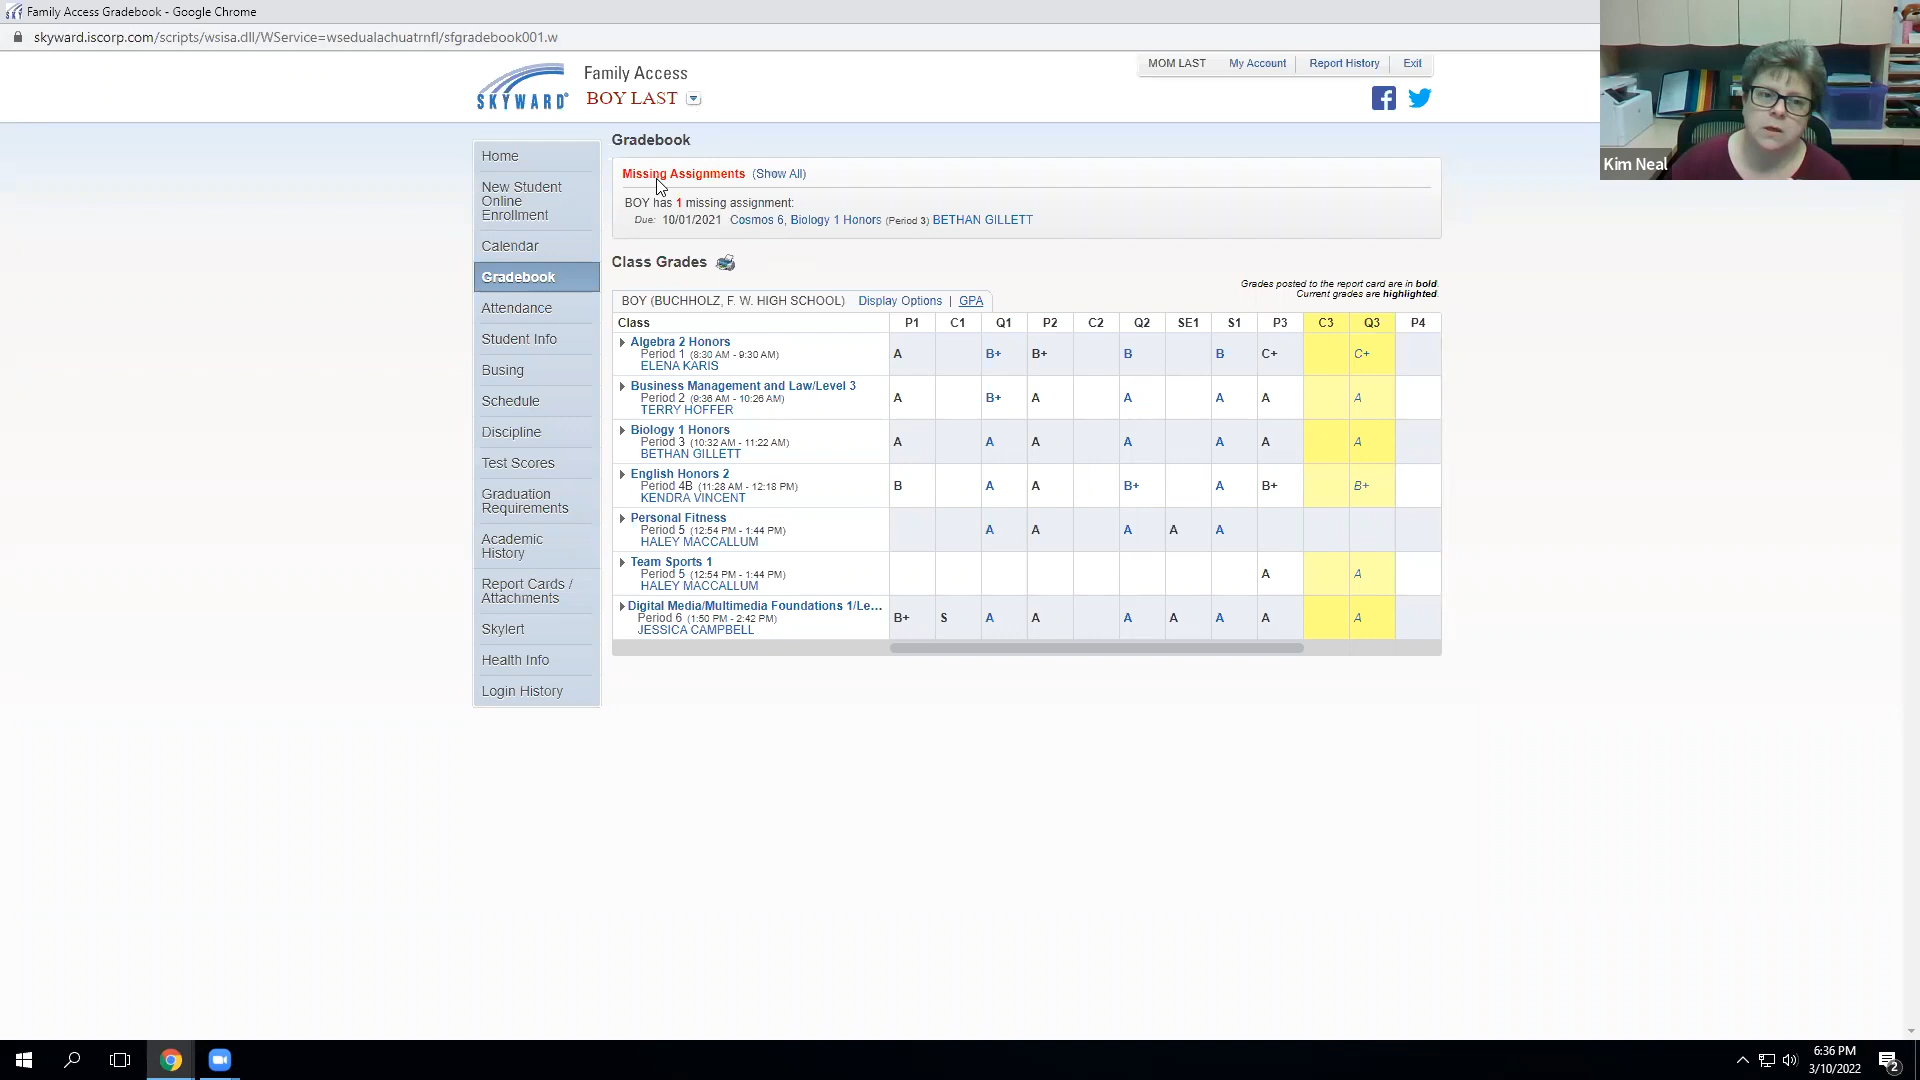 Family Access Gradebook - Google Chrome
skyward.iscorp.com/scripts/wsisa.dll/WService=wsedualachuatrnfl/sfgradebook001.w
SKYWARD®
Family Access
BOY LAST
MOM LAST My Account Report History Exit
Kim Neal
Home
New Student
Online
Enrollment
Calendar
Gradebook
Attendance
Student Info
Busing
Schedule
Discipline
Test Scores
Graduation
Requirements
Academic
History
Report Cards /
Attachments
Skylert
Health Info
Login History
Gradebook
Missing Assignments (Show All)
BOY has 1 missing assignment:
Due: 10/01/2021 Cosmos 6, Biology 1 Honors (Period 3) BETHAN GILLETT
Class Grades
Grades posted to the report card are in bold.
Current grades are highlighted.
BOY (BUCHHOLZ, F. W. HIGH SCHOOL) Display Options | GPA
Class P1 C1 Q1 P2 C2 Q2 SE1 S1 P3 C3 Q3 P4
Algebra 2 Honors
Period 1 (8:30 AM - 9:30 AM) A B+ B+ B B C+ C+
ELENA KARIS
Business Management and Law/Level 3
Period 2 (9:36 AM - 10:26 AM) A B+ A A A A A
TERRY HOFFER
Biology 1 Honors
Period 3 (10:32 AM - 11:22 AM) A A A A A A A
BETHAN GILLETT
English Honors 2
Period 4B (11:28 AM - 12:18 PM) B A A B+ A B+ B+
KENDRA VINCENT
Personal Fitness
Period 5 (12:54 PM - 1:44 PM) A A A A A
HALEY MACCALLUM
Team Sports 1
Period 5 (12:54 PM - 1:44 PM) A A
HALEY MACCALLUM
Digital Media/Multimedia Foundations 1/Le...
Period 6 (1:50 PM - 2:42 PM) B+ S A A A A A A A
JESSICA CAMPBELL
6:36 PM
3/10/2022
2